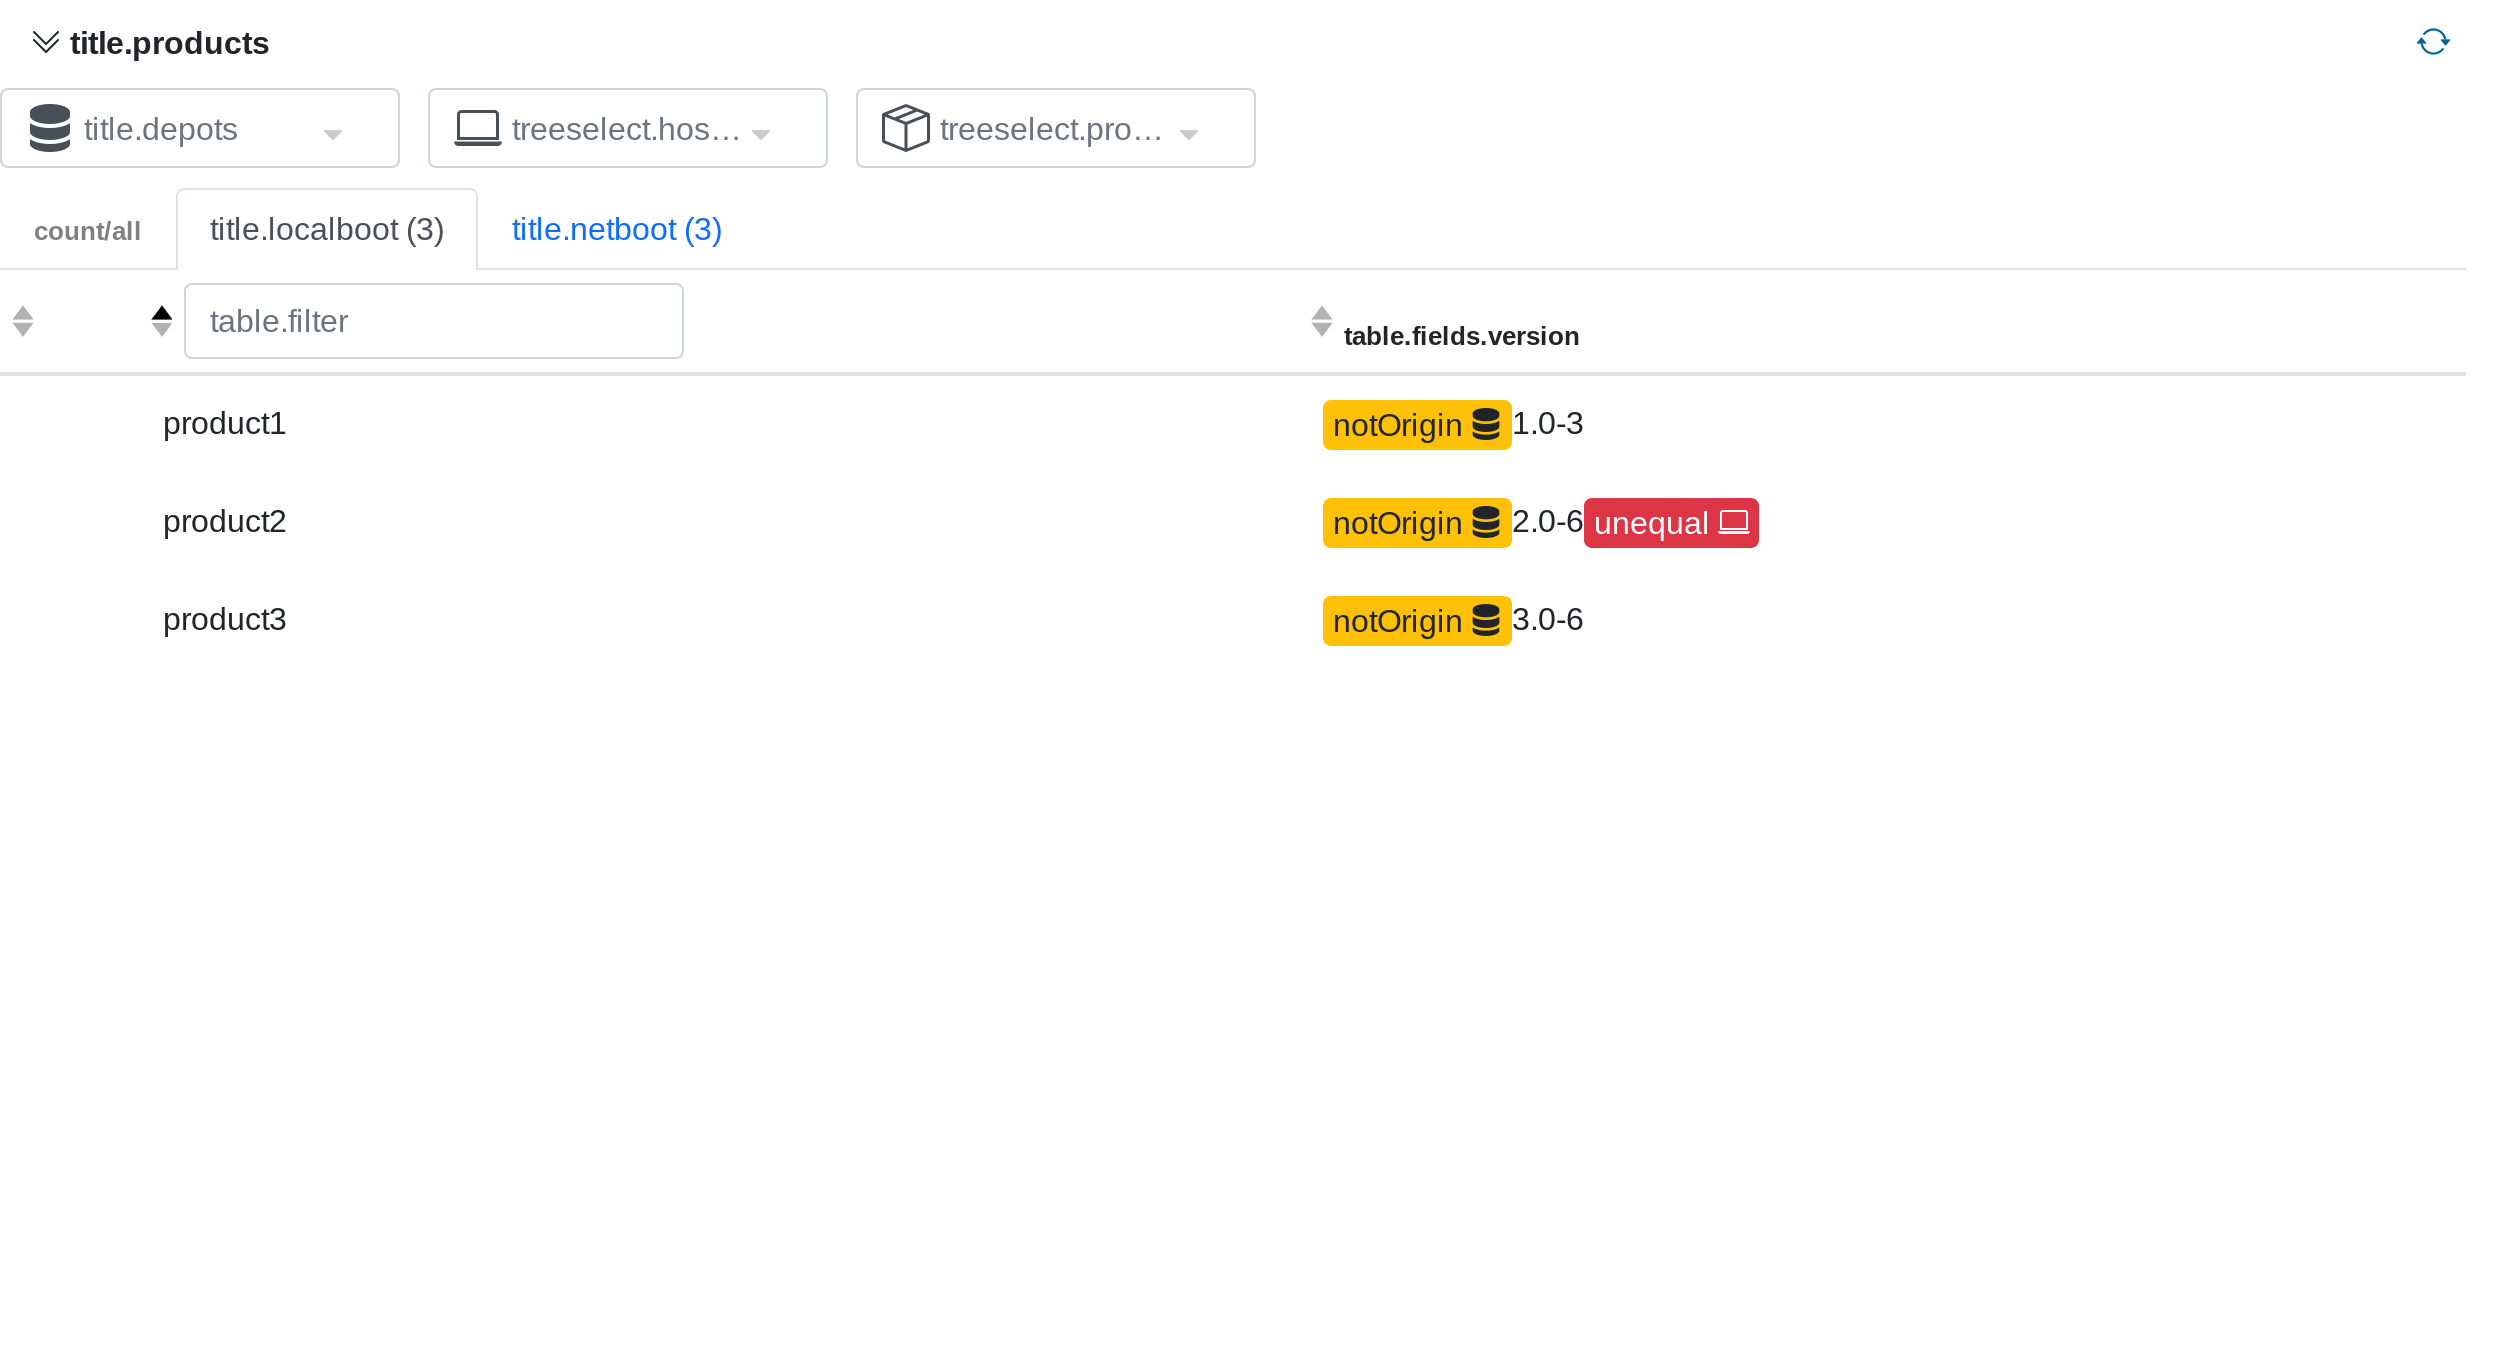 title.products
title.depots treeselect.hos… treeselect.pro…
count/all title.localboot (3) title.netboot (3)
table.filter table.fields.version
product1 notOrigin 1.0-3
product2 notOrigin 2.0-6 unequal
product3 notOrigin 3.0-6